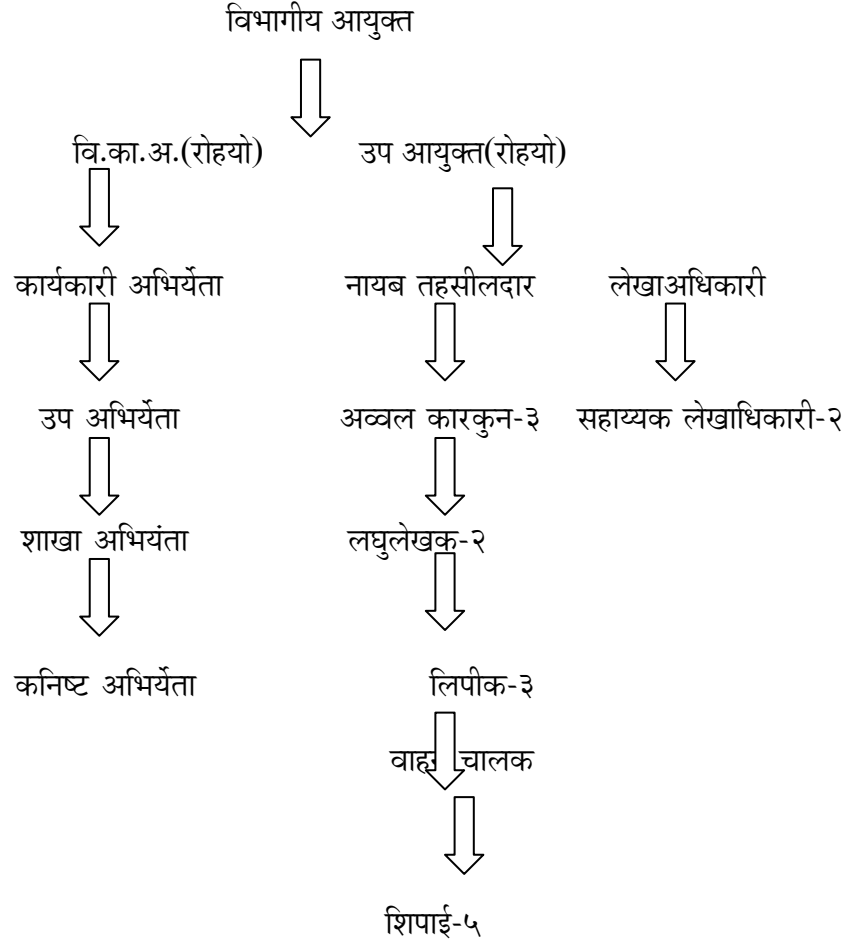 विभागीय आयुक्त
वि.का.अ.(रोहयो) उप आयुक्त(रोहयो)
कार्यकारी अभिर्येता नायब तहसीलदार लेखाअधिकारी
उप अभिर्येता अव्वल कारकुन-३ सहाय्यक लेखाधिकारी-२
शाखा अभियंता लघुलेखक-२
कनिष्ट अभिर्येता लिपीक-३
वाहन चालक
शिपाई-५